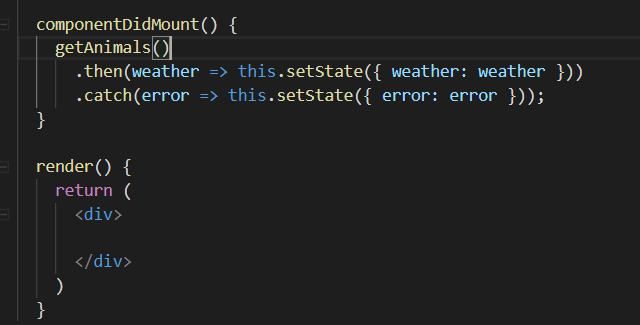 componentDidMount() {
getAnimals()
.then(weather => this.setState({ weather: weather }))
.catch(error => this.setState({ error: error }));
}
render() {
return (
<div>
</div>
)
}